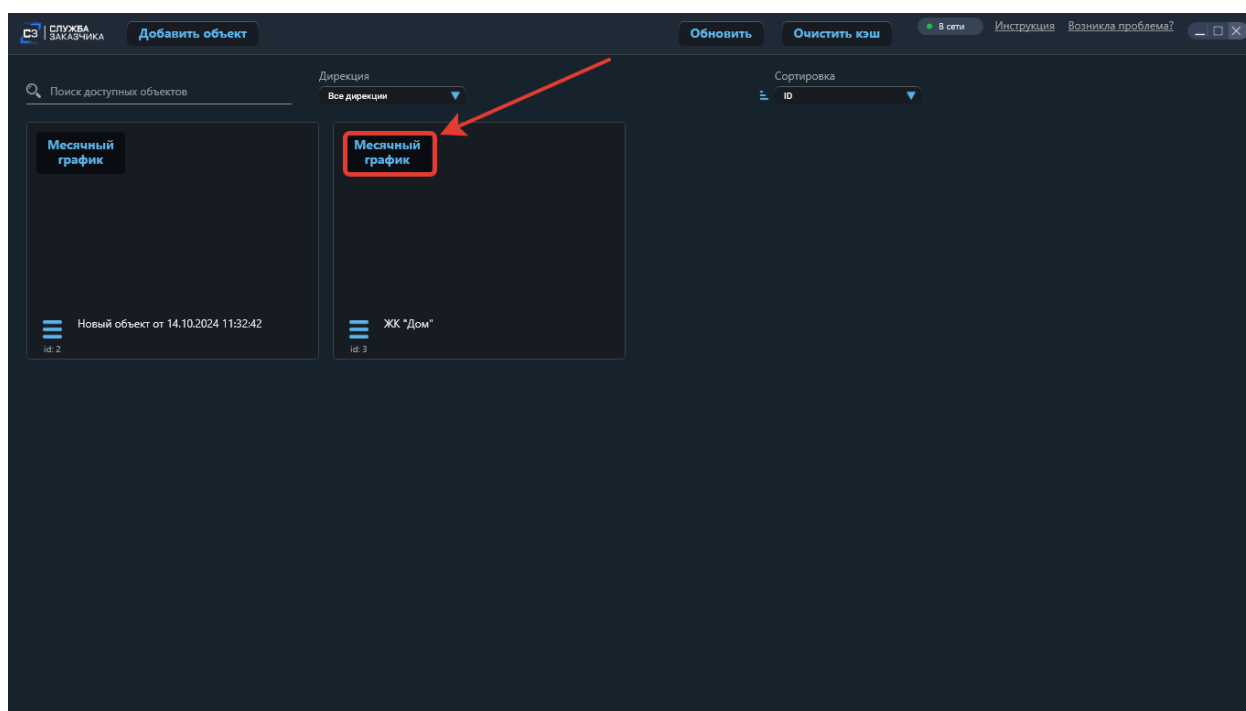 СЗ СЛУЖБА
ЗАКАЗЧИКА
Добавить объект
Обновить
Очистить кэш
В сети
Инструкция
Возникла проблема?
Поиск доступных объектов
Дирекция
Все дирекции
Сортировка
ID
Месячный
график
Новый объект от 14.10.2024 11:32:42
id: 2
Месячный
график
ЖК "Дом"
id: 3